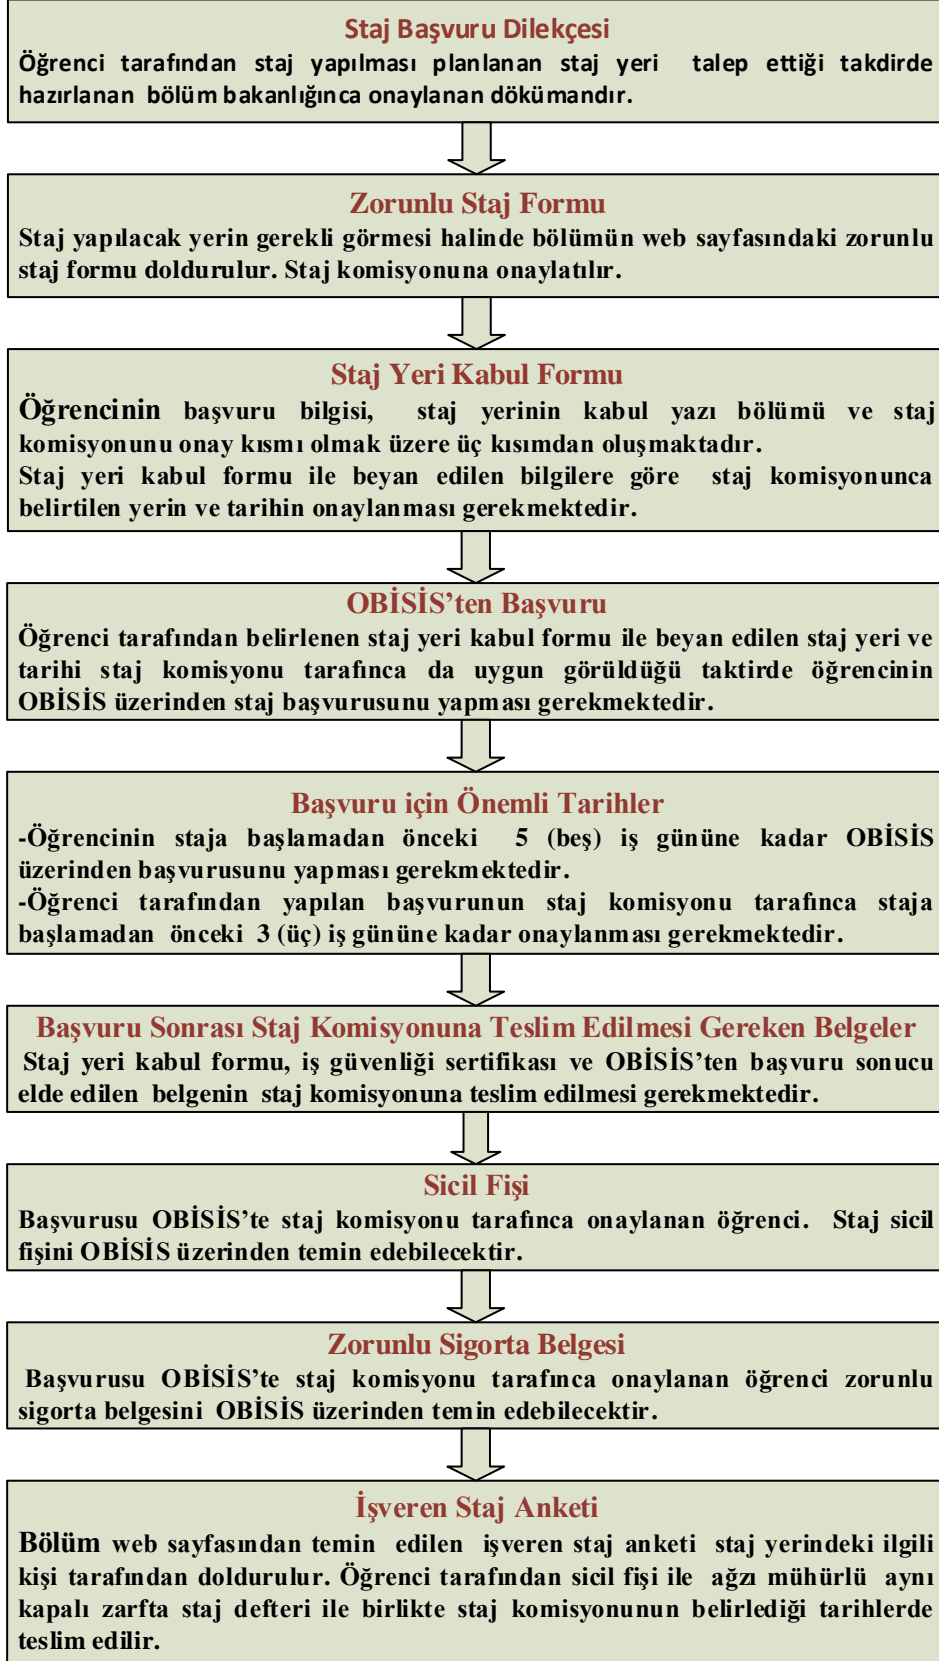 Staj Başvuru Dilekçesi
Öğrenci tarafından staj yapılması planlanan staj yeri talep ettiği takdirde
hazırlanan bölüm bakanlığınca onaylanan dökümandır.
Zorunlu Staj Formu
Staj yapılacak yerin gerekli görmesi halinde bölümün web sayfasındaki zorunlu
staj formu doldurulur. Staj komisyonuna onaylatılır.
Staj Yeri Kabul Formu
Öğrencinin başvuru bilgisi, staj yerinin kabul yazı bölümü ve staj
komisyonunu onay kısmı olmak üzere üç kısımdan oluşmaktadır.
Staj yeri kabul formu ile beyan edilen bilgilere göre staj komisyonunca
belirtilen yerin ve tarihin onaylanması gerekmektedir.
OBİSİS’ten Başvuru
Öğrenci tarafından belirlenen staj yeri kabul formu ile beyan edilen staj yeri ve
tarihi staj komisyonu tarafınca da uygun görüldüğü taktirde öğrencinin
OBİSİS üzerinden staj başvurusunu yapması gerekmektedir.
Başvuru için Önemli Tarihler
-Öğrencinin staja başlamadan önceki 5 (beş) iş gününe kadar OBİSİS
üzerinden başvurusunu yapması gerekmektedir.
-Öğrenci tarafından yapılan başvurunun staj komisyonu tarafınca staja
başlamadan önceki 3 (üç) iş gününe kadar onaylanması gerekmektedir.
Başvuru Sonrası Staj Komisyonuna Teslim Edilmesi Gereken Belgeler
Staj yeri kabul formu, iş güvenliği sertifikası ve OBİSİS’ten başvuru sonucu
elde edilen belgenin staj komisyonuna teslim edilmesi gerekmektedir.
Sicil Fişi
Başvurusu OBİSİS’te staj komisyonu tarafınca onaylanan öğrenci. Staj sicil
fişini OBİSİS üzerinden temin edebilecektir.
Zorunlu Sigorta Belgesi
Başvurusu OBİSİS’te staj komisyonu tarafınca onaylanan öğrenci zorunlu
sigorta belgesini OBİSİS üzerinden temin edebilecektir.
İşveren Staj Anketi
Bölüm web sayfasından temin edilen işveren staj anketi staj yerindeki ilgili
kişi tarafından doldurulur. Öğrenci tarafından sicil fişi ile ağzı mühürlü aynı
kapalı zarfta staj defteri ile birlikte staj komisyonunun belirlediği tarihlerde
teslim edilir.